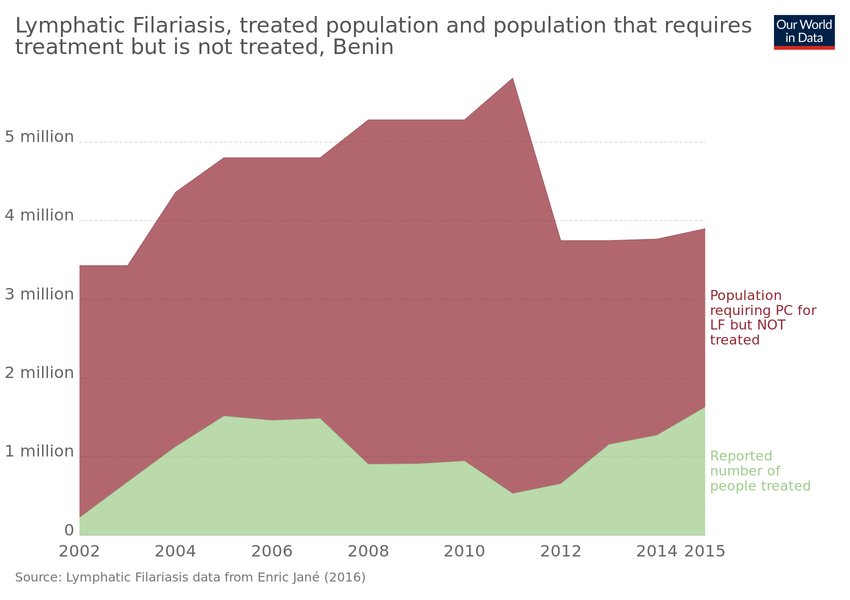 Lymphatic Filariasis, treated population and population that requires
treatment but is not treated, Benin
Our World
in Data
5 million
4 million
3 million
2 million
1 million
0
2002 2004 2006 2008 2010 2012 2014 2015
Population
requiring PC for
LF but NOT
treated
Reported
number of
people treated
Source: Lymphatic Filariasis data from Enric Jané (2016)